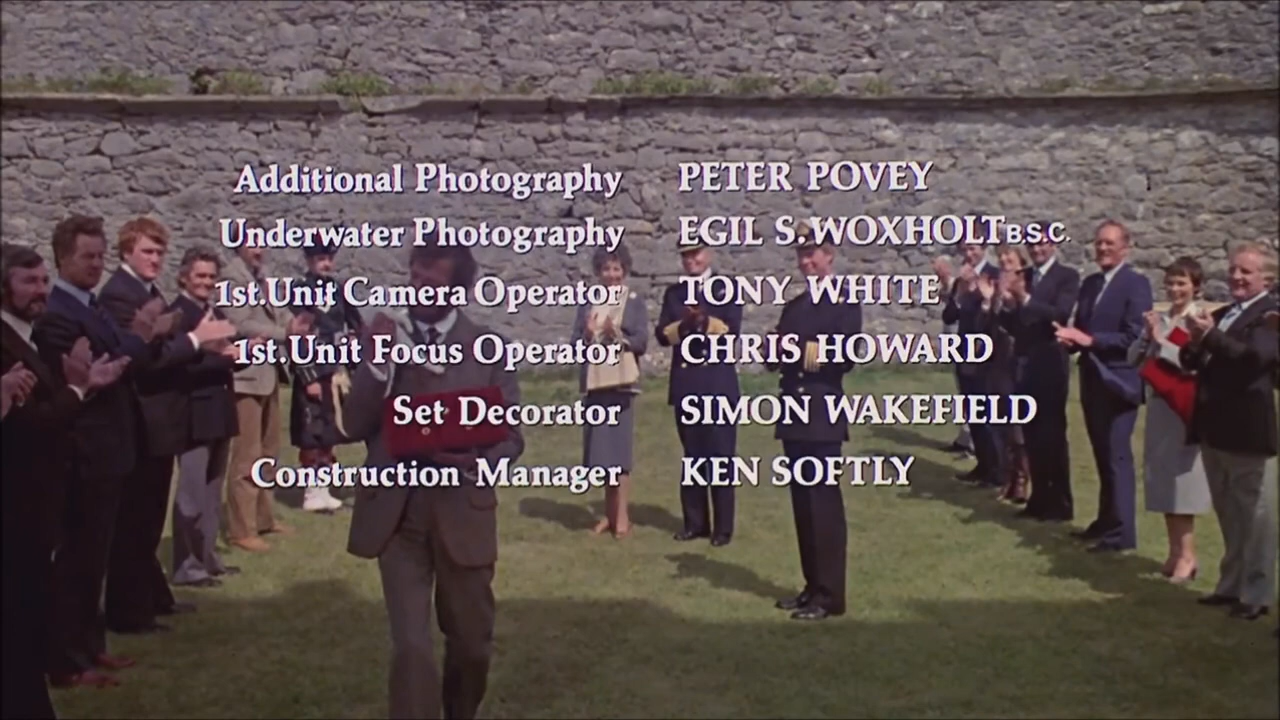 Additional Photography PETER POVEY
Underwater Photography EGIL S.WOXHOLT B.S.C.
1st.Unit Camera Operator TONY WHITE
1st.Unit Focus Operator CHRIS HOWARD
Set Decorator SIMON WAKEFIELD
Construction Manager KEN SOFTLY